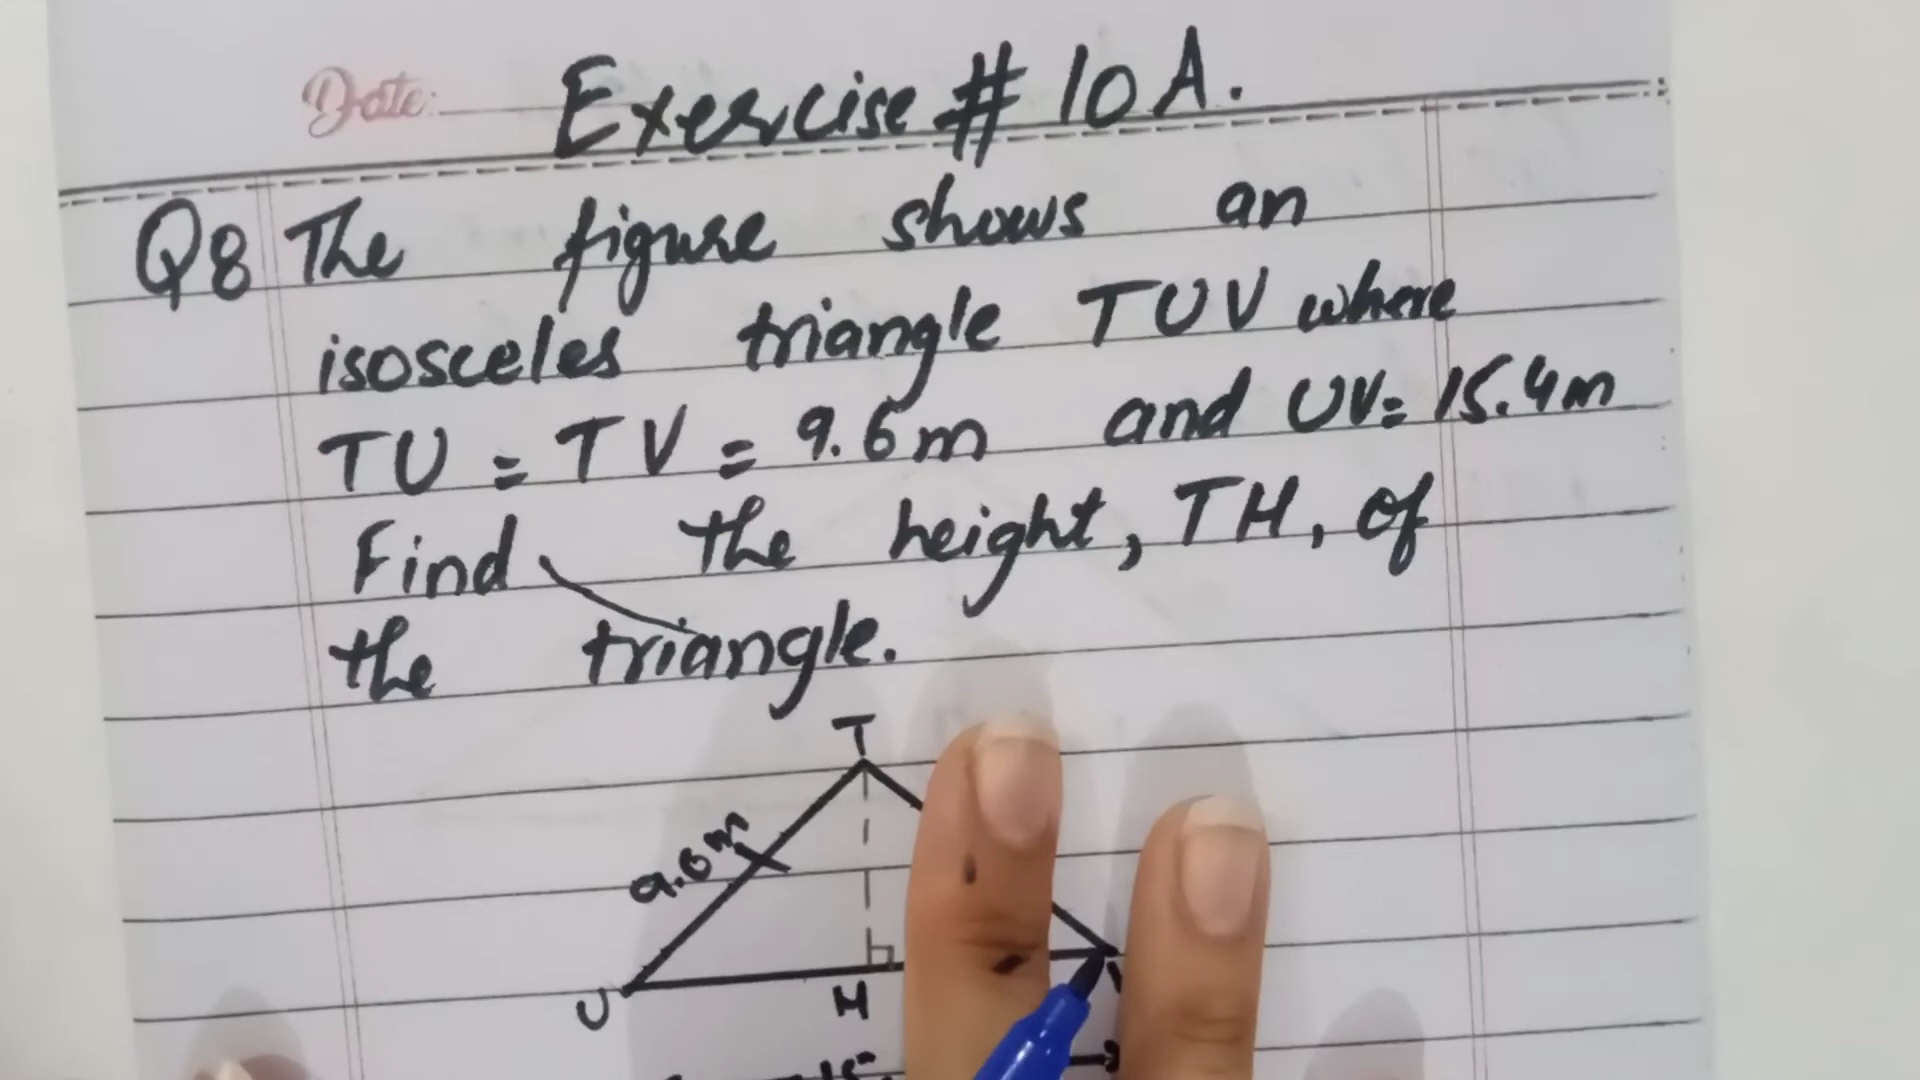 Date:
Exercise # 10A.
Q8 The figure shows an
isosceles triangle TUV where
TU = TV = 9.6m and UV= 15.4m
Find the height, TH, of
the triangle.
T
9.6m
U
H